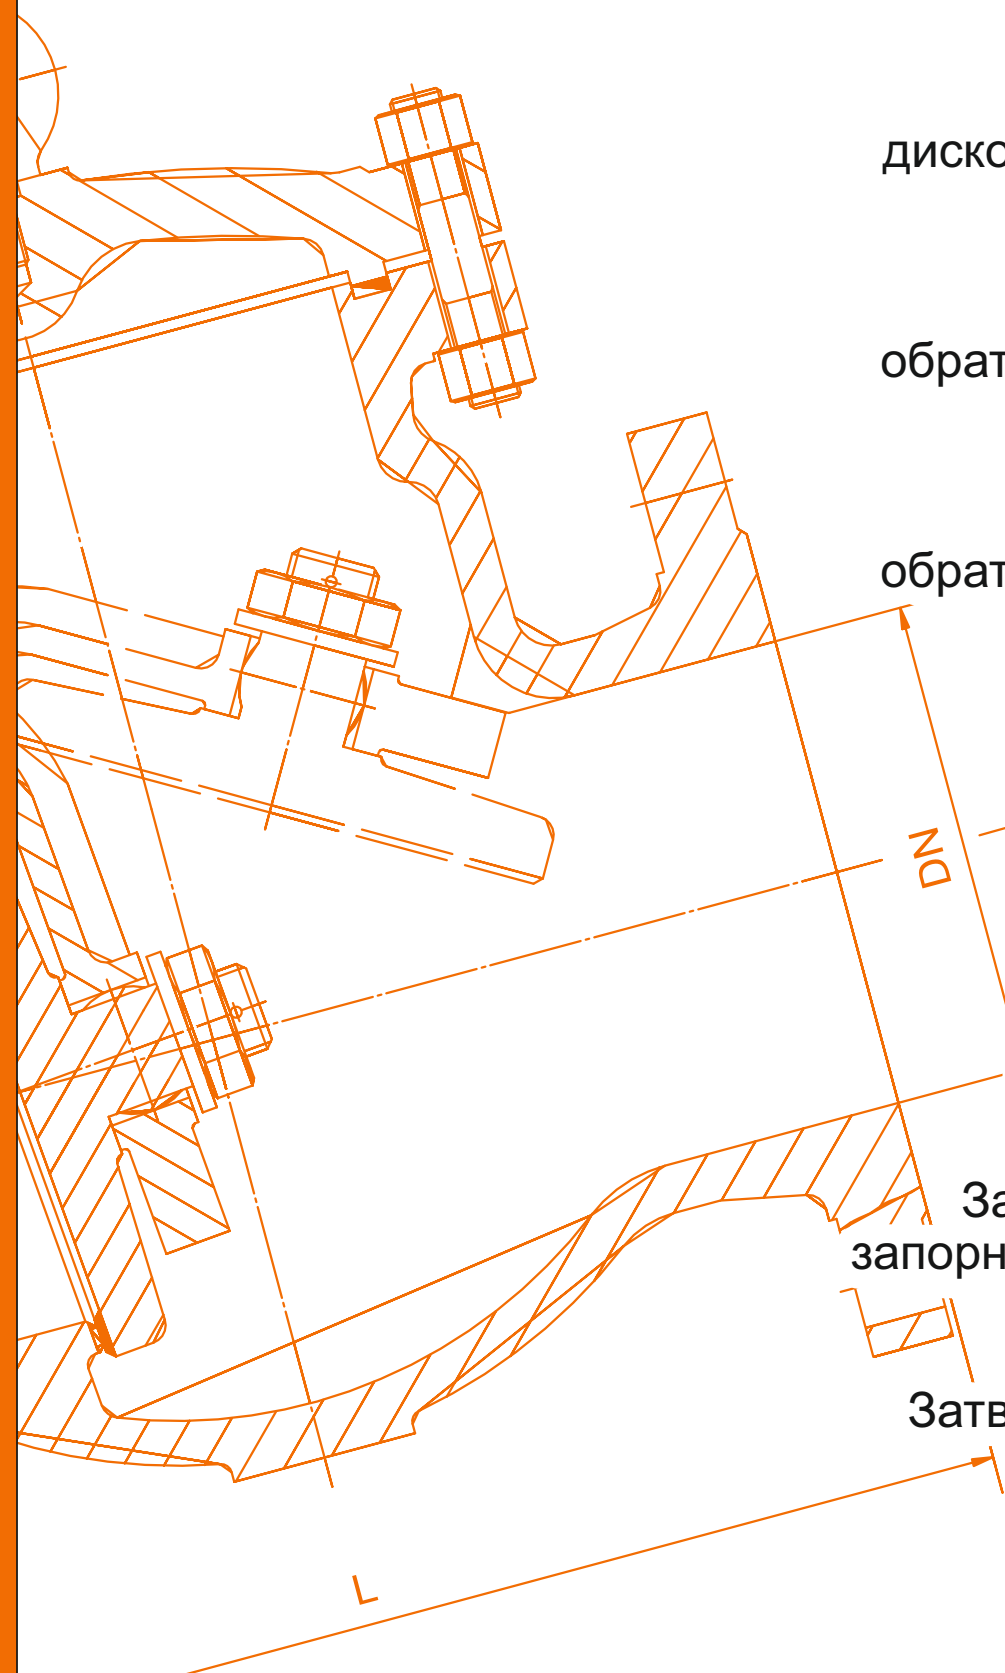 диско
обрат
обрат
DN
За
запорн
Затв
L